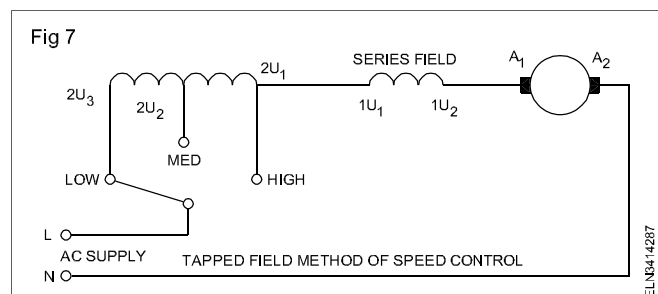 Fig 7
2U3
2U2
2U1
SERIES FIELD
1U1
1U2
A1
A2
MED
LOW
HIGH
L
AC SUPPLY
N
TAPPED FIELD METHOD OF SPEED CONTROL
ELN3414287